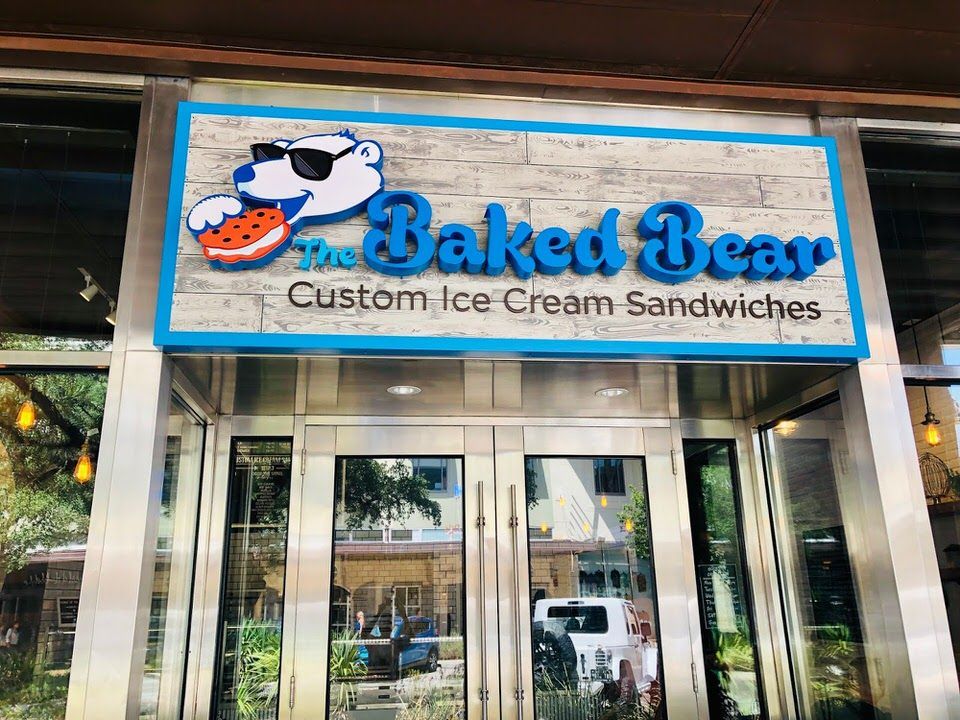 The Baked Bear
Custom Ice Cream Sandwiches